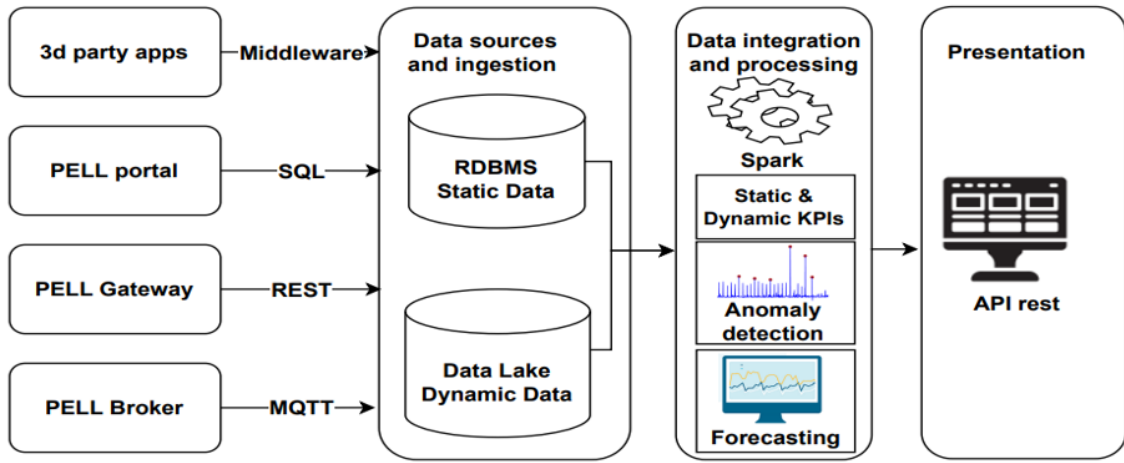 3d party apps
Middleware
PELL portal
SQL
PELL Gateway
REST
PELL Broker
MQTT
Data sources
and ingestion
RDBMS
Static Data
Data Lake
Dynamic Data
Data integration
and processing
Spark
Static &
Dynamic KPIs
Anomaly
detection
Forecasting
Presentation
API rest